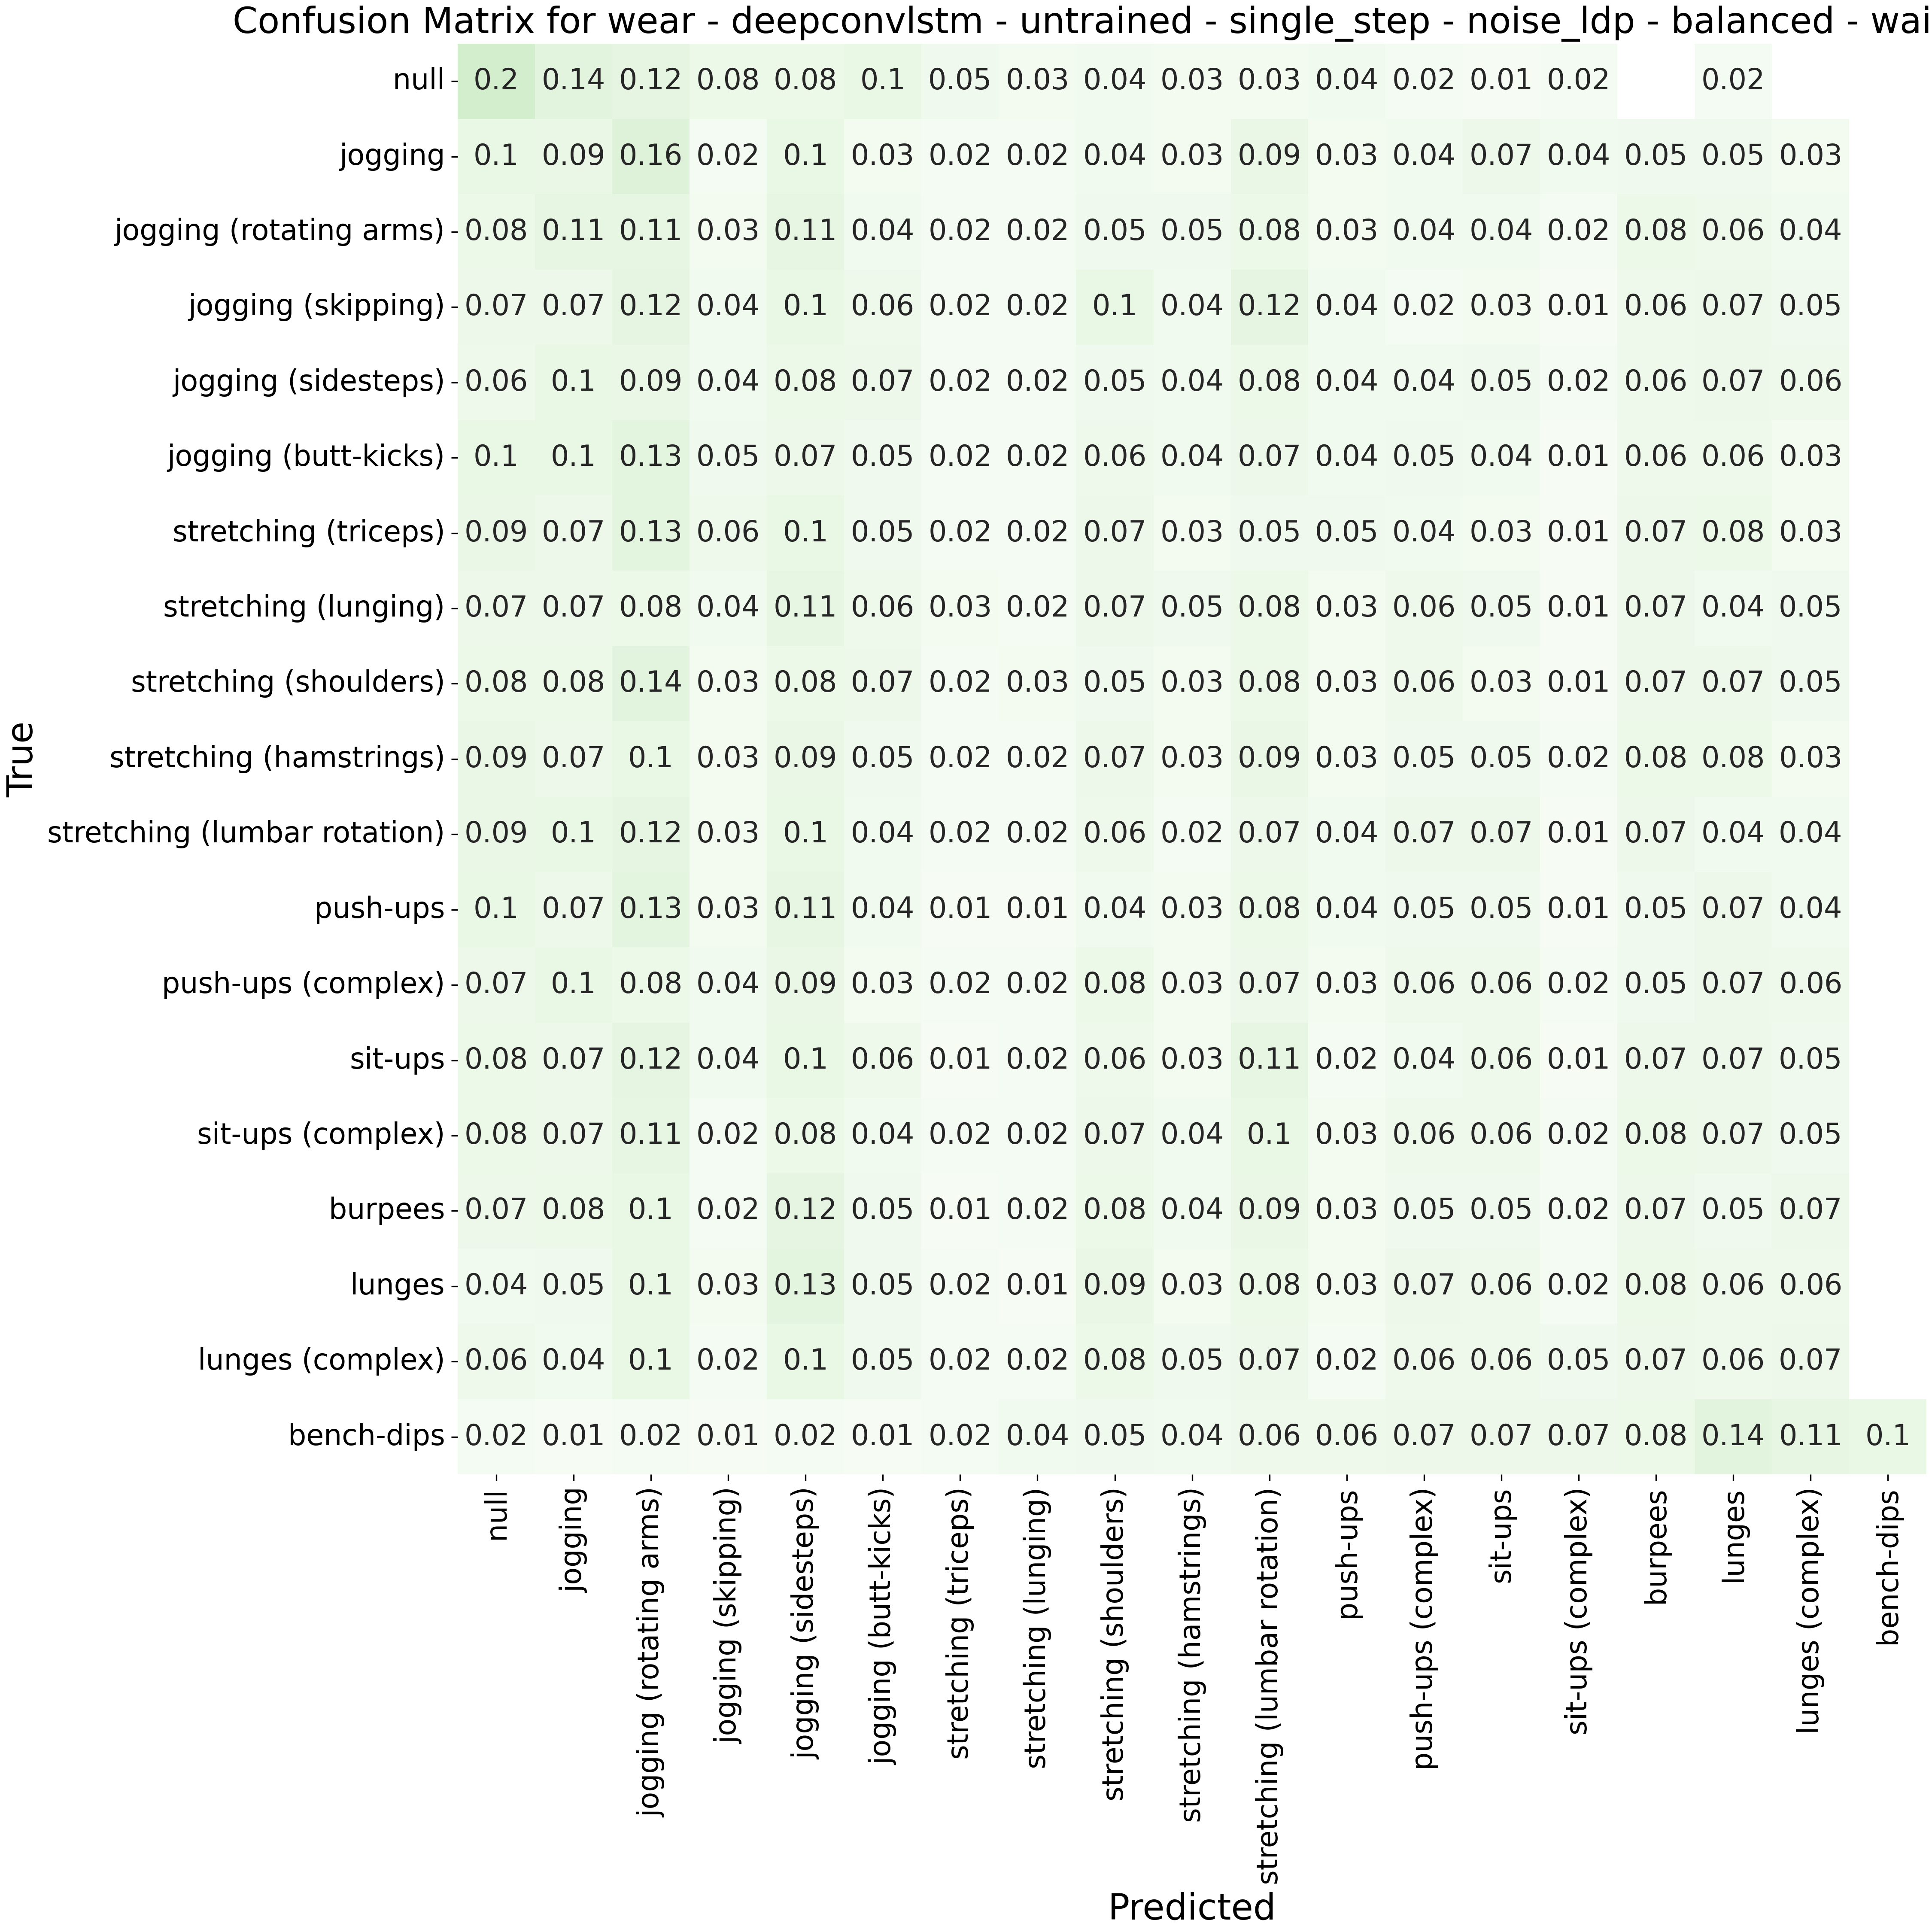 Confusion Matrix for wear - deepconvlstm - untrained - single_step - noise_ldp - balanced - wai
null 0.2 0.14 0.12 0.08 0.08 0.1 0.05 0.03 0.04 0.03 0.03 0.04 0.02 0.01 0.02 0.02
jogging 0.1 0.09 0.16 0.02 0.1 0.03 0.02 0.02 0.04 0.03 0.09 0.03 0.04 0.07 0.04 0.05 0.05 0.03
jogging (rotating arms) 0.08 0.11 0.11 0.03 0.11 0.04 0.02 0.02 0.05 0.05 0.08 0.03 0.04 0.04 0.02 0.08 0.06 0.04
jogging (skipping) 0.07 0.07 0.12 0.04 0.1 0.06 0.02 0.02 0.1 0.04 0.12 0.04 0.02 0.03 0.01 0.06 0.07 0.05
jogging (sidesteps) 0.06 0.1 0.09 0.04 0.08 0.07 0.02 0.02 0.05 0.04 0.08 0.04 0.04 0.05 0.02 0.06 0.07 0.06
jogging (butt-kicks) 0.1 0.1 0.13 0.05 0.07 0.05 0.02 0.02 0.06 0.04 0.07 0.04 0.05 0.04 0.01 0.06 0.06 0.03
stretching (triceps) 0.09 0.07 0.13 0.06 0.1 0.05 0.02 0.02 0.07 0.03 0.05 0.05 0.04 0.03 0.01 0.07 0.08 0.03
stretching (lunging) 0.07 0.07 0.08 0.04 0.11 0.06 0.03 0.02 0.07 0.05 0.08 0.03 0.06 0.05 0.01 0.07 0.04 0.05
stretching (shoulders) 0.08 0.08 0.14 0.03 0.08 0.07 0.02 0.03 0.05 0.03 0.08 0.03 0.06 0.03 0.01 0.07 0.07 0.05
stretching (hamstrings) 0.09 0.07 0.1 0.03 0.09 0.05 0.02 0.02 0.07 0.03 0.09 0.03 0.05 0.05 0.02 0.08 0.08 0.03
stretching (lumbar rotation) 0.09 0.1 0.12 0.03 0.1 0.04 0.02 0.02 0.06 0.02 0.07 0.04 0.07 0.07 0.01 0.07 0.04 0.04
push-ups 0.1 0.07 0.13 0.03 0.11 0.04 0.01 0.01 0.04 0.03 0.08 0.04 0.05 0.05 0.01 0.05 0.07 0.04
push-ups (complex) 0.07 0.1 0.08 0.04 0.09 0.03 0.02 0.02 0.08 0.03 0.07 0.03 0.06 0.06 0.02 0.05 0.07 0.06
sit-ups 0.08 0.07 0.12 0.04 0.1 0.06 0.01 0.02 0.06 0.03 0.11 0.02 0.04 0.06 0.01 0.07 0.07 0.05
sit-ups (complex) 0.08 0.07 0.11 0.02 0.08 0.04 0.02 0.02 0.07 0.04 0.1 0.03 0.06 0.06 0.02 0.08 0.07 0.05
burpees 0.07 0.08 0.1 0.02 0.12 0.05 0.01 0.02 0.08 0.04 0.09 0.03 0.05 0.05 0.02 0.07 0.05 0.07
lunges 0.04 0.05 0.1 0.03 0.13 0.05 0.02 0.01 0.09 0.03 0.08 0.03 0.07 0.06 0.02 0.08 0.06 0.06
lunges (complex) 0.06 0.04 0.1 0.02 0.1 0.05 0.02 0.02 0.08 0.05 0.07 0.02 0.06 0.06 0.05 0.07 0.06 0.07
bench-dips 0.02 0.01 0.02 0.01 0.02 0.01 0.02 0.04 0.05 0.04 0.06 0.06 0.07 0.07 0.07 0.08 0.14 0.11 0.1
True
null
jogging
jogging (rotating arms)
jogging (skipping)
jogging (sidesteps)
jogging (butt-kicks)
stretching (triceps)
stretching (lunging)
stretching (shoulders)
stretching (hamstrings)
stretching (lumbar rotation)
push-ups
push-ups (complex)
sit-ups
sit-ups (complex)
burpees
lunges
lunges (complex)
bench-dips
Predicted